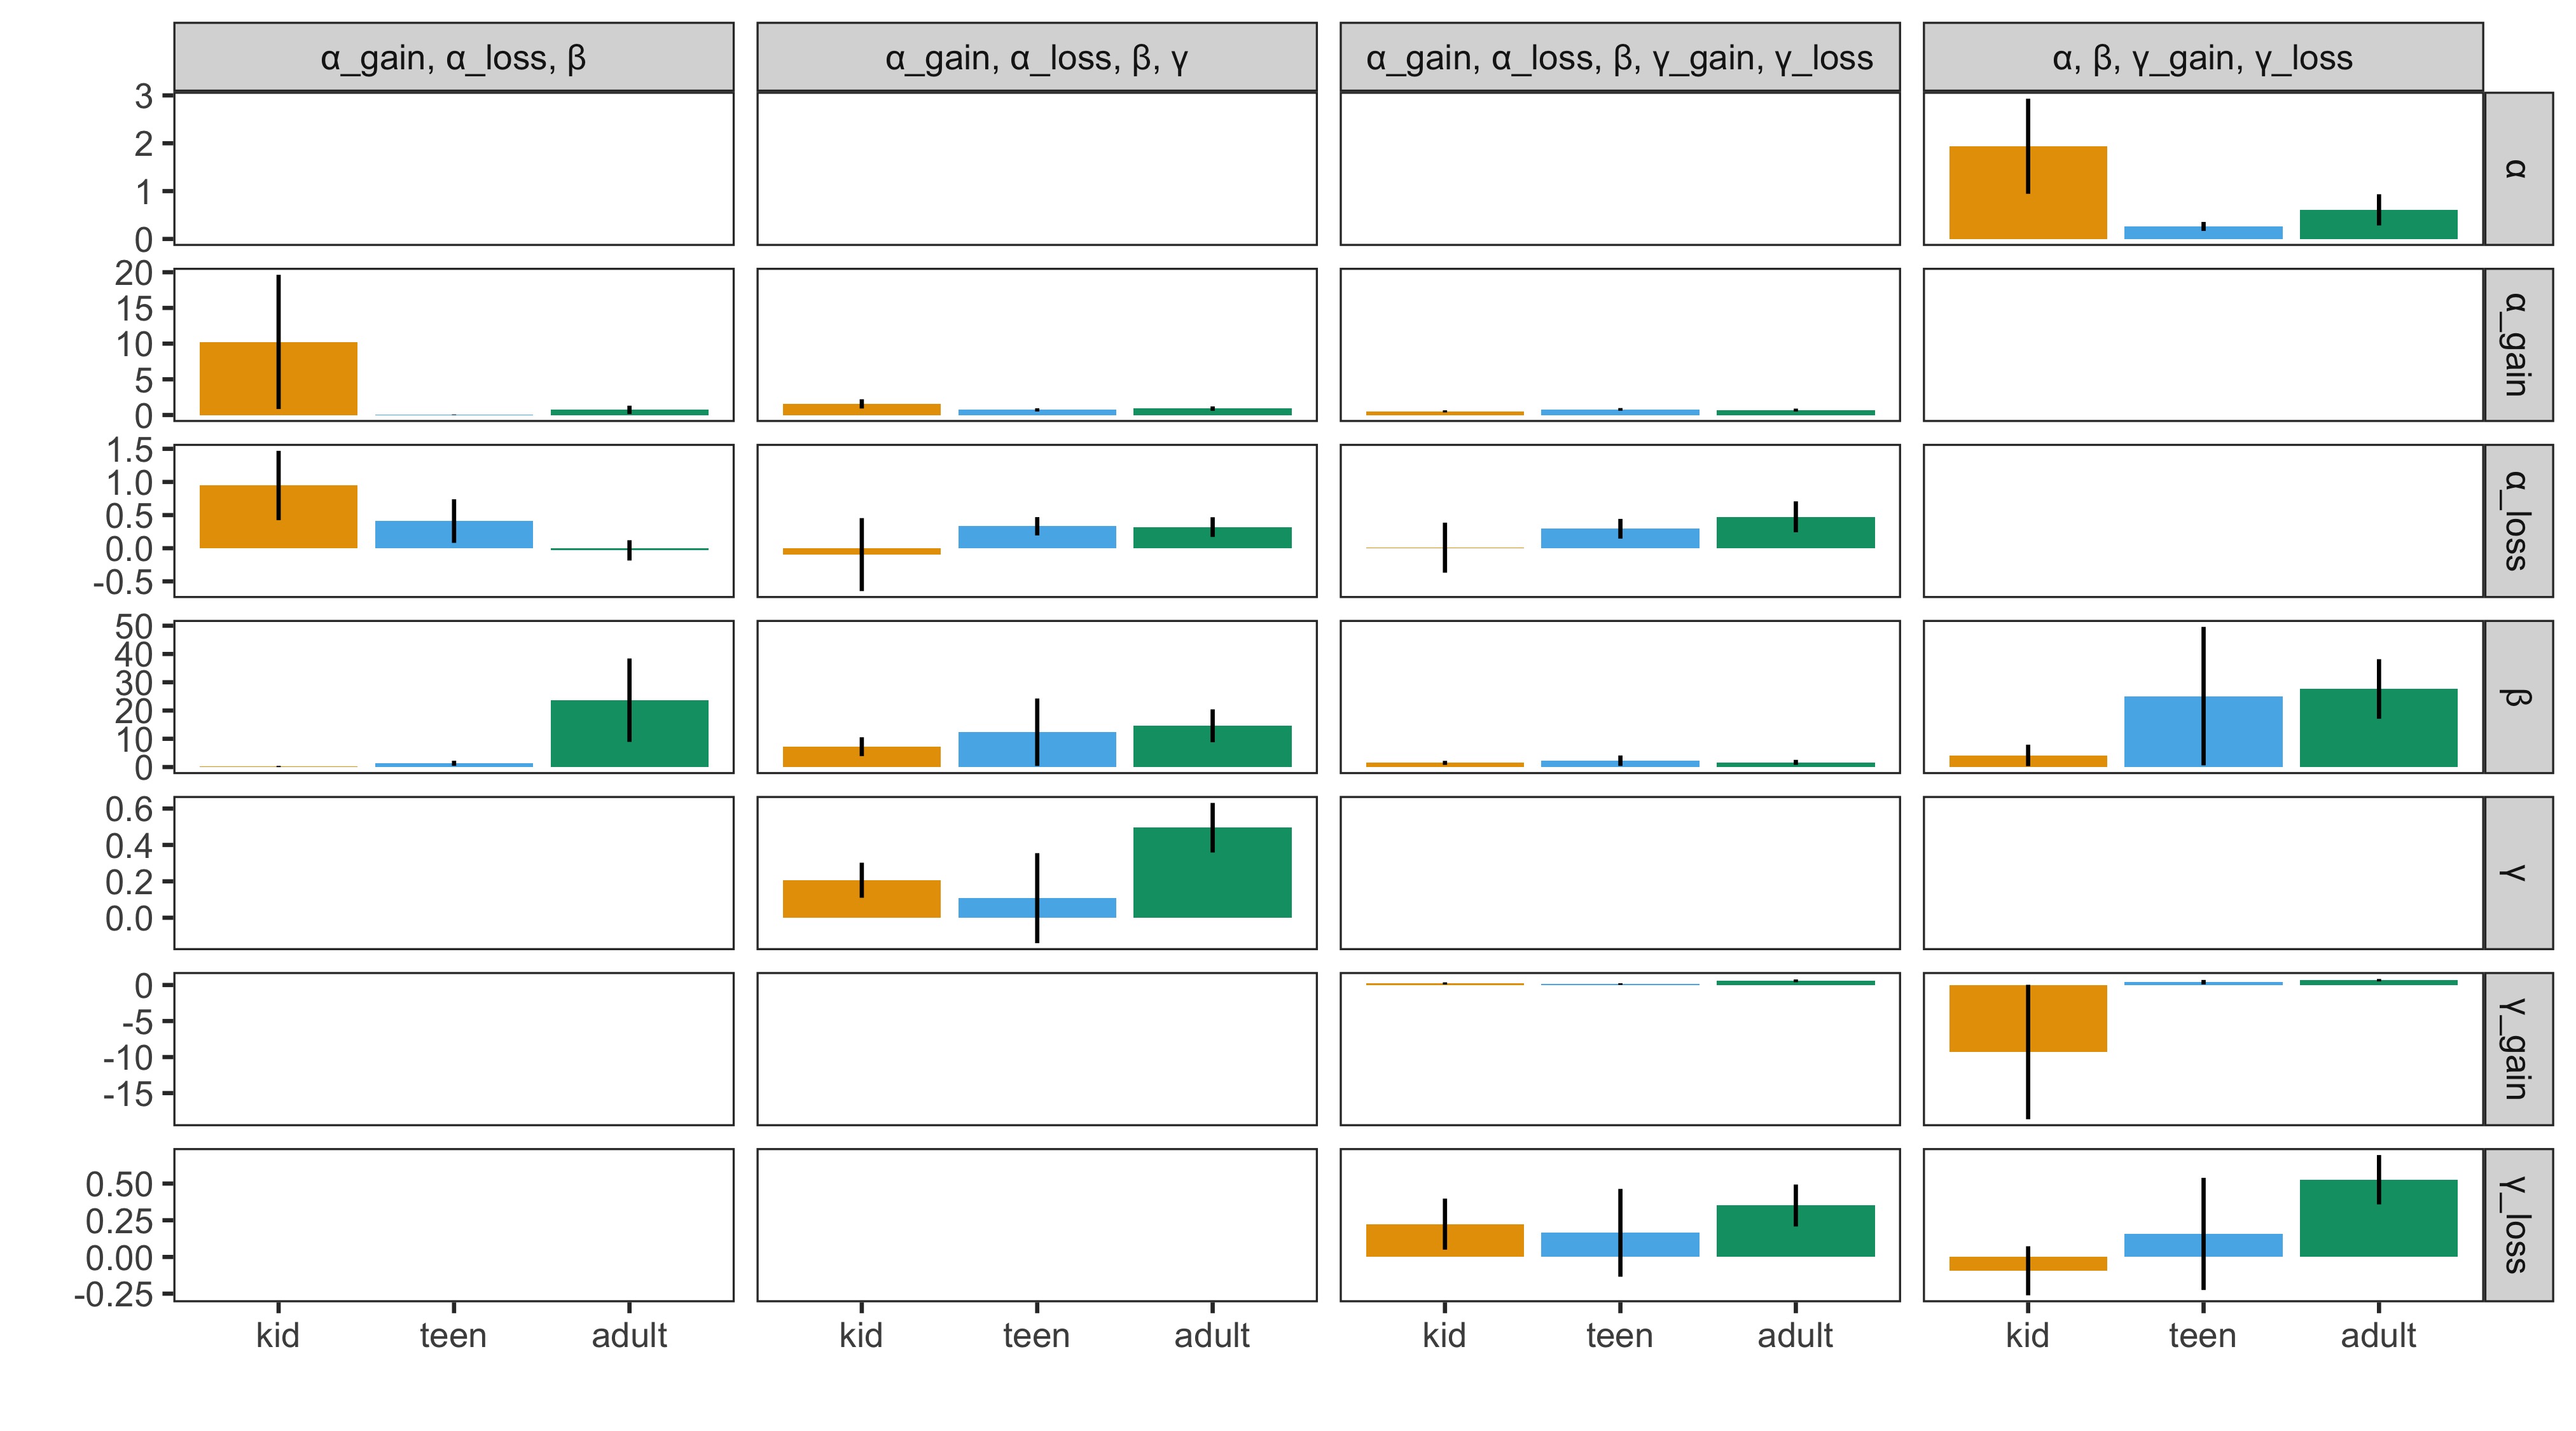 α_gain, α_loss, β
α_gain, α_loss, β, γ
α_gain, α_loss, β, γ_gain, γ_loss
α, β, γ_gain, γ_loss
3
2
1
0
α
20
15
10
5
0
α_gain
1.5
1.0
0.5
0.0
-0.5
α_loss
50
40
30
20
10
0
β
0.6
0.4
0.2
0.0
γ
0
-5
-10
-15
γ_gain
0.50
0.25
0.00
-0.25
γ_loss
kid teen adult
kid teen adult
kid teen adult
kid teen adult